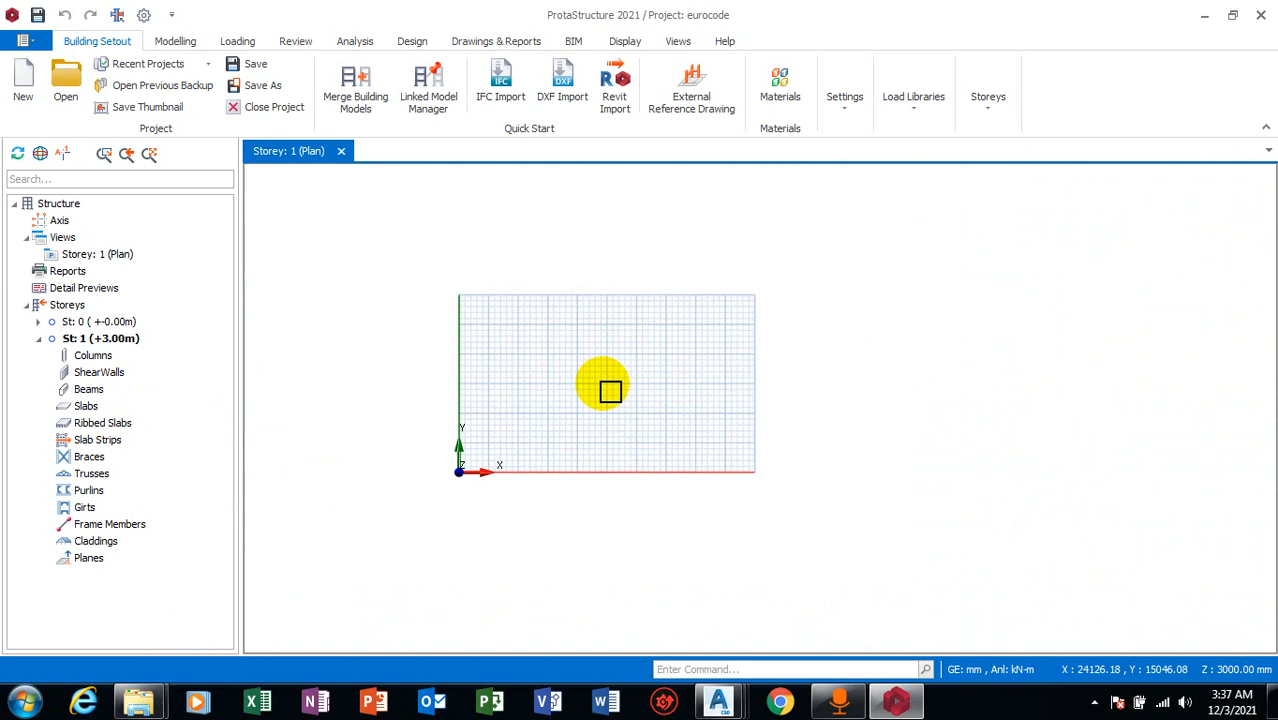 ProtaStructure 2021 / Project: eurocode
Building Setout
Modelling
Loading
Review
Analysis
Design
Drawings & Reports
BIM
Display
Views
Help
New
Open
Recent Projects
Open Previous Backup
Save Thumbnail
Save
Save As
Close Project
Project
Merge Building Models
Linked Model Manager
IFC Import
DXF Import
Revit Import
External Reference Drawing
Quick Start
Materials
Materials
Settings
Load Libraries
Storeys
Storey: 1 (Plan)
Search...
Structure
Axis
Views
Storey: 1 (Plan)
Reports
Detail Previews
Storeys
St: 0 ( +-0.00m)
St: 1 (+3.00m)
Columns
ShearWalls
Beams
Slabs
Ribbed Slabs
Slab Strips
Braces
Trusses
Purlins
Girts
Frame Members
Claddings
Planes
Y
Z
X
Enter Command...
GE: mm , Anl: kN-m
X : 24126.18 , Y : 15046.08
Z : 3000.00 mm
3:37 AM
12/3/2021